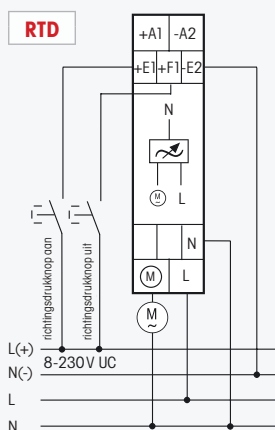 RTD
+A1 -A2
+E1 +F1 -E2
N
M ~ L
N
M L
M ~
richtingsdrukknop aan
richtingsdrukknop uit
L(+)
8-230V UC
N(-)
L
N